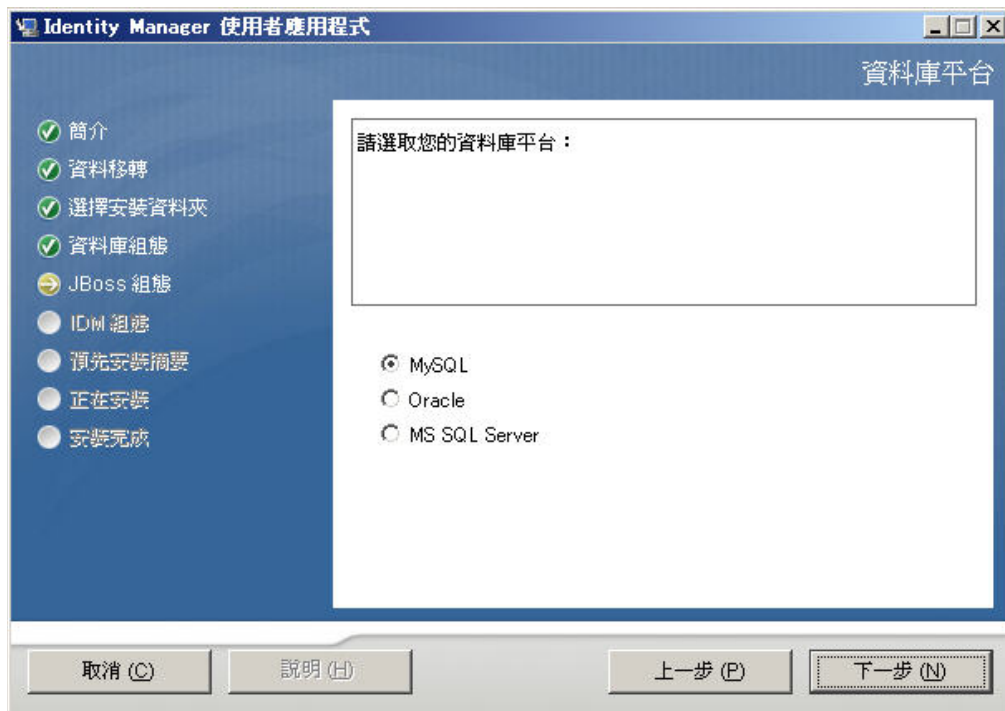 Identity Manager 使用者應用程式
資料庫平台
簡介
資料移轉
選擇安裝資料夾
資料庫組態
JBoss 組態
IDM 組態
預先安裝摘要
正在安裝
安裝完成
請選取您的資料庫平台：
MySQL
Oracle
MS SQL Server
取消 (C)
說明 (H)
上一步 (P)
下一步 (N)